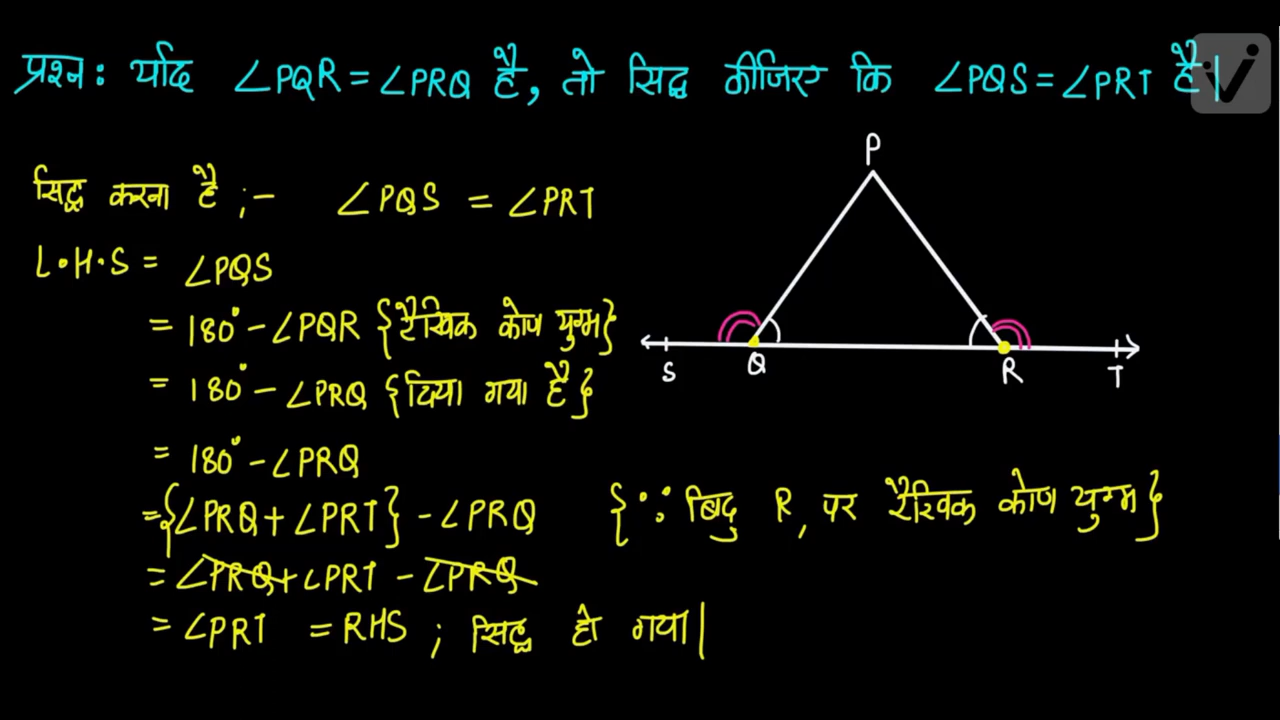 प्रश्न: यदि ∠PQR = ∠PRQ है, तो सिद्ध कीजिए कि ∠PQS = ∠PRT है|
सिद्ध करना है ;- ∠PQS = ∠PRT
L.H.S = ∠PQS
= 180° - ∠PQR {रैखिक कोण युग्म}
= 180° - ∠PRQ {दिया गया है}
= 180° - ∠PRQ
= {∠PRQ + ∠PRT} - ∠PRQ {∵ बिंदु R, पर रैखिक कोण युग्म}
= ∠PRQ + ∠PRT - ∠PRQ
= ∠PRT = RHS ; सिद्ध हो गया|
P
S Q R T